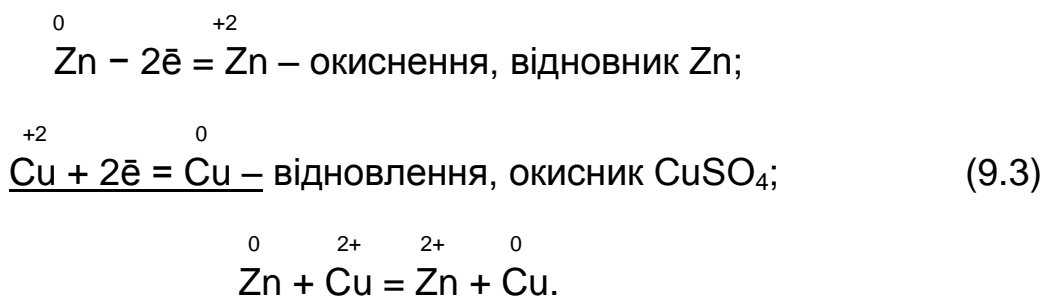 0 +2
Zn − 2ē = Zn – окиснення, відновник Zn;
+2 0
Cu + 2ē = Cu – відновлення, окисник CuSO₄; (9.3)
0 2+ 2+ 0
Zn + Cu = Zn + Cu.